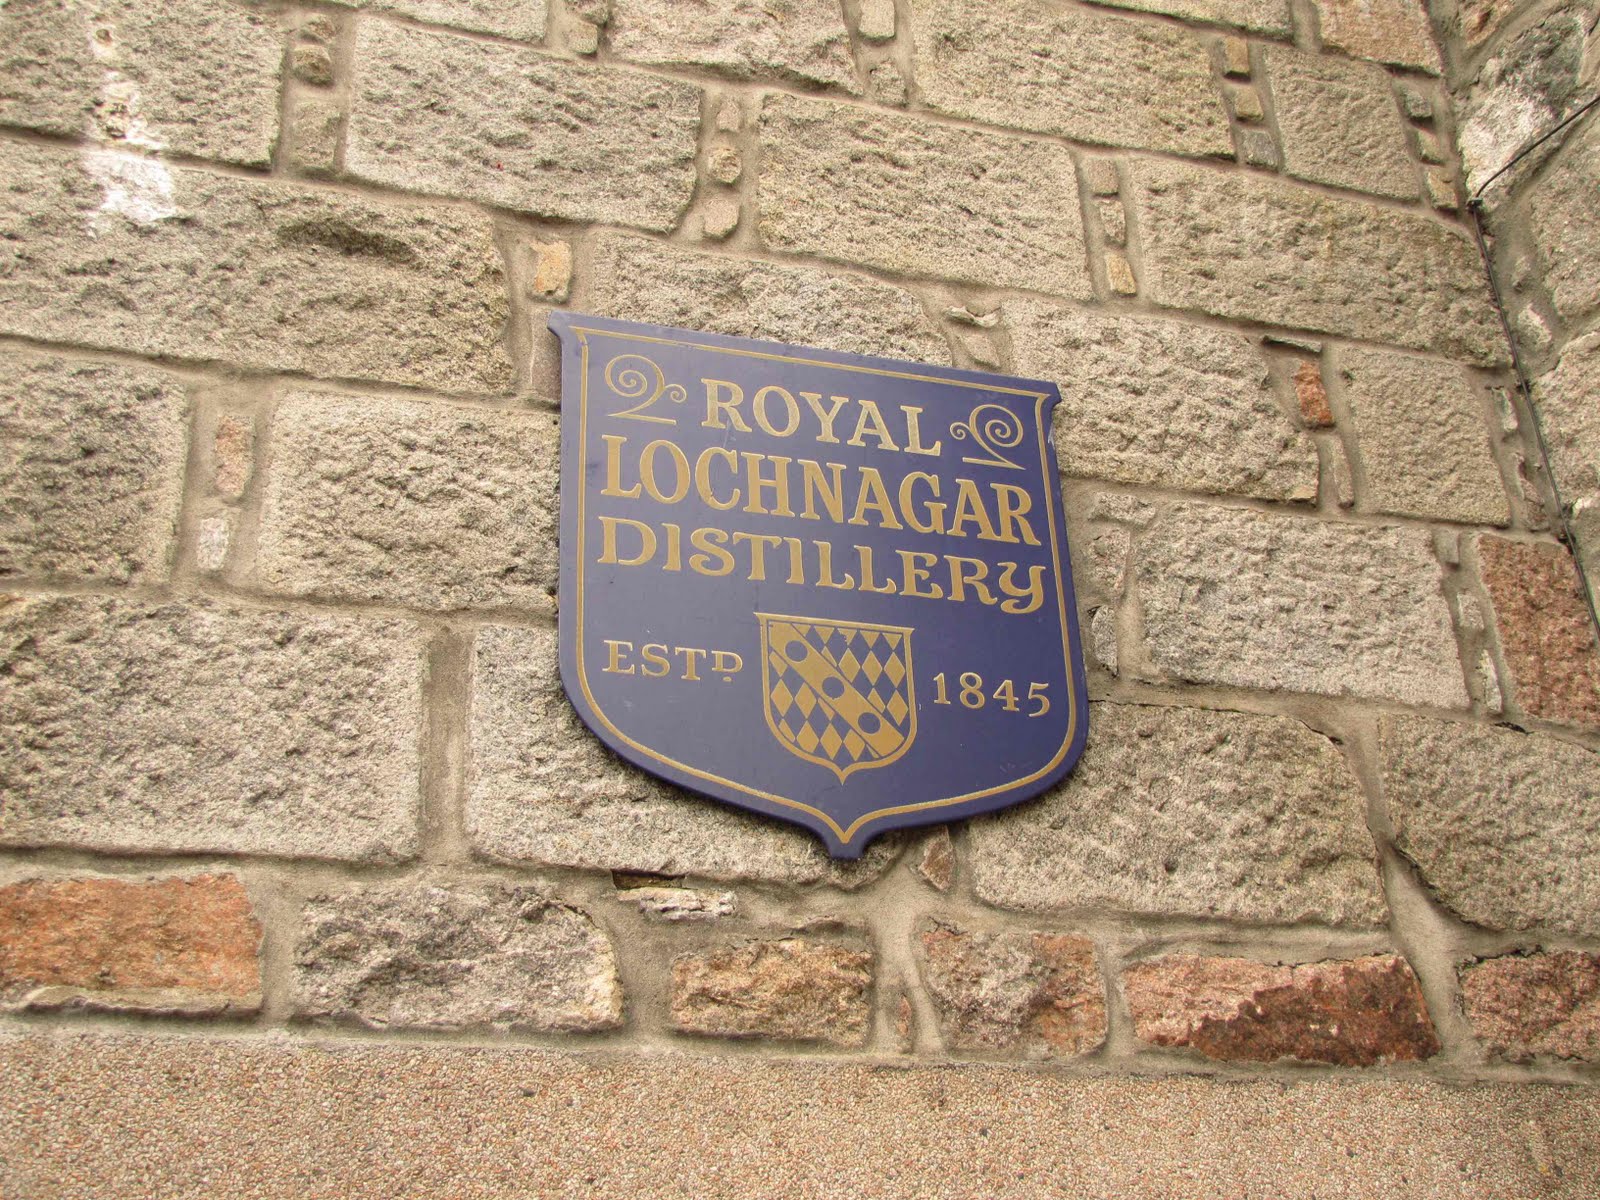 ROYAL
LOCHNAGAR
DISTILLERY
ESTD. 1845